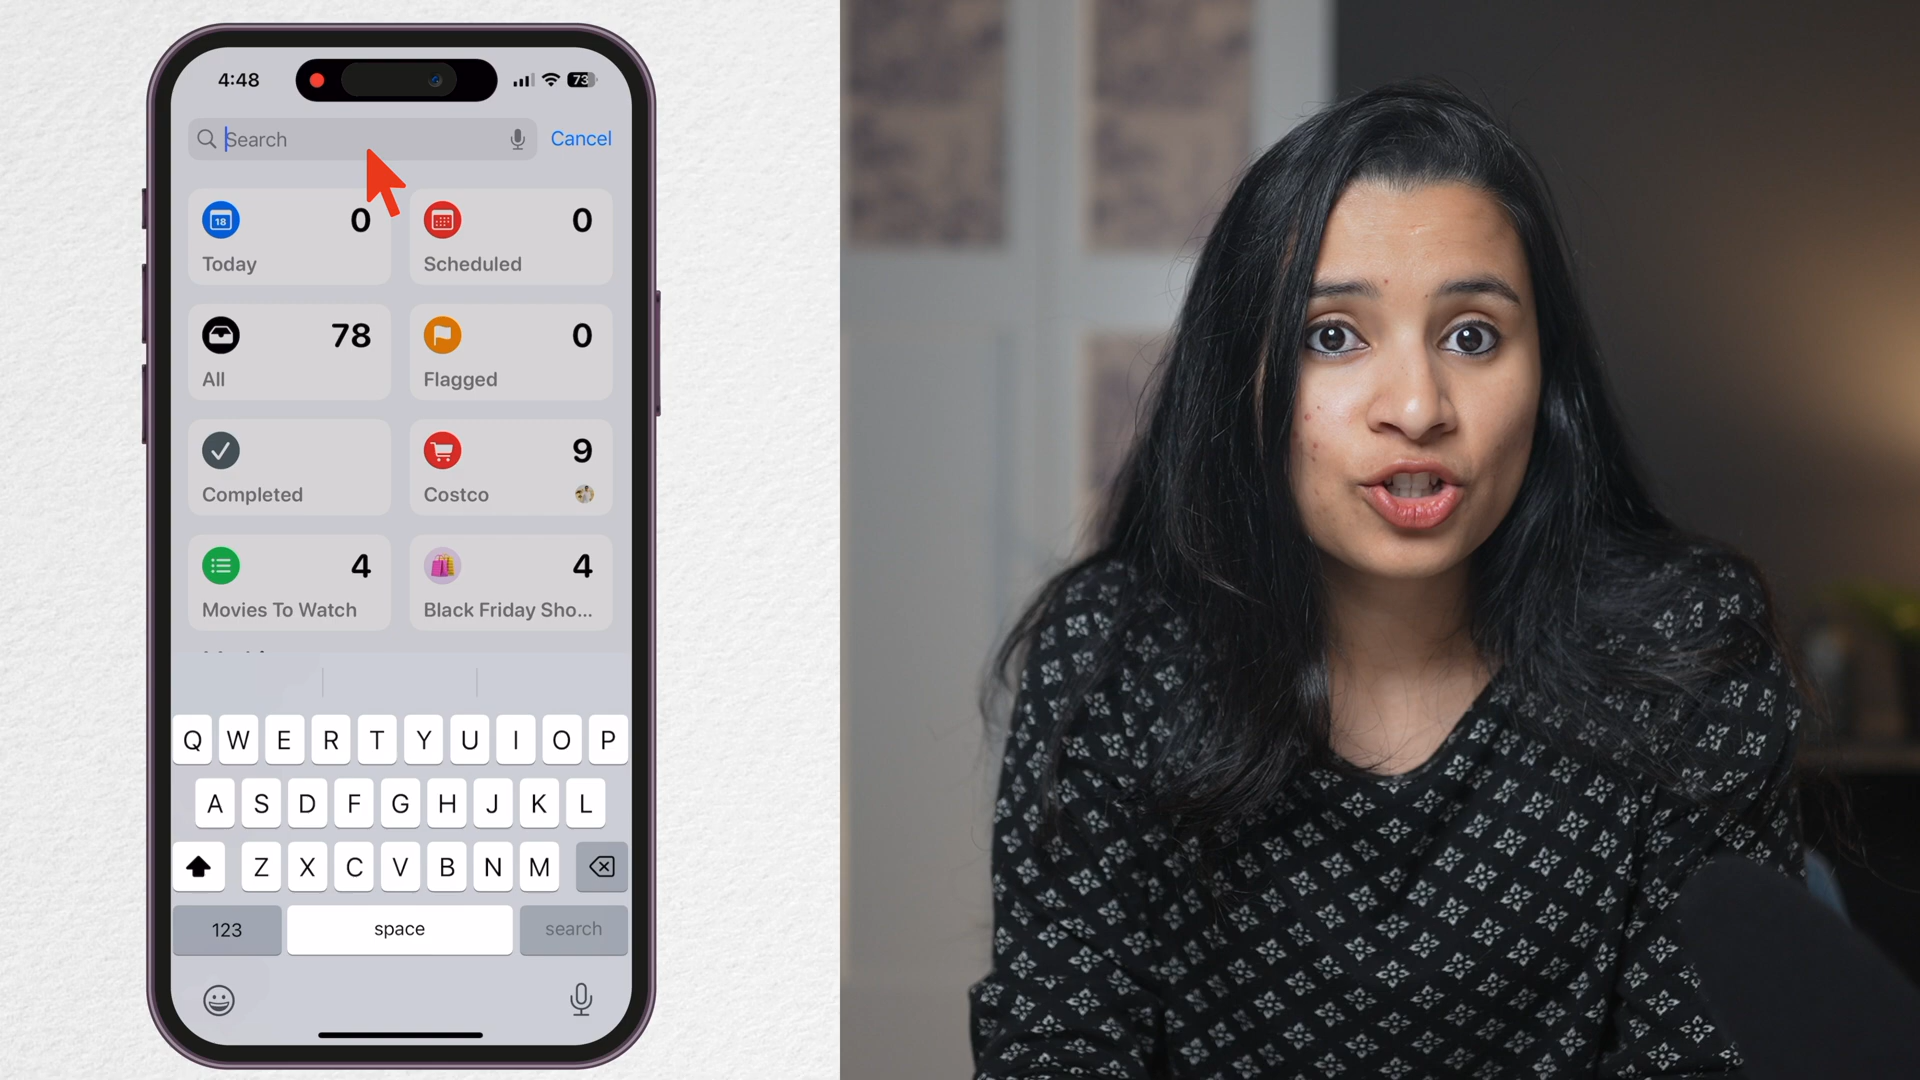 4:48
73
Search
Cancel
18
0
0
Today
Scheduled
78
0
All
Flagged
9
Completed
Costco
4
4
Movies To Watch
Black Friday Sho...
Q W E R T Y U I O P
A S D F G H J K L
Z X C V B N M
123
space
search